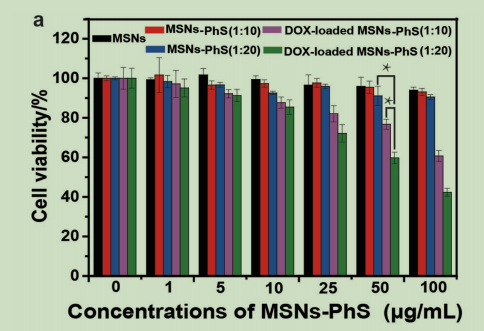 a
MSNs
MSNs-PhS(1:10)
DOX-loaded MSNs-PhS(1:10)
MSNs-PhS(1:20)
DOX-loaded MSNs-PhS(1:20)
Cell viability/%
120
100
80
60
40
20
0
*
*
0 1 5 10 25 50 100
Concentrations of MSNs-PhS (μg/mL)